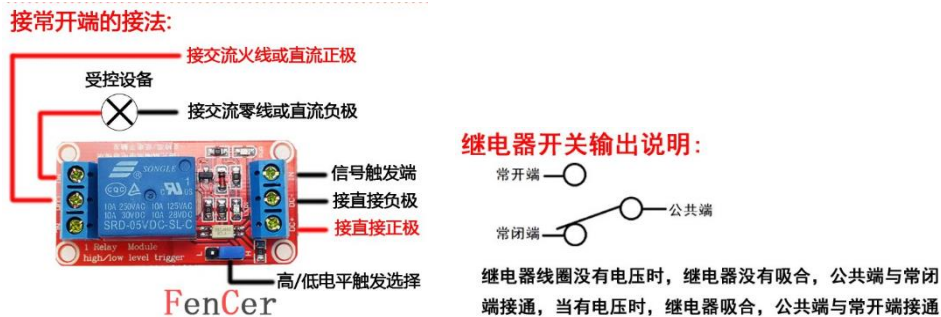 接常开端的接法:
接交流火线或直流正极
受控设备
接交流零线或直流负极
SONGLE
CQC
10A 250VAC 10A 125VAC
10A 30VDC 10A 28VDC
SRD-05VDC-SL-C
1 Relay Module
high/low level trigger
L
H
IN
DC-
DC+
信号触发端
接直接负极
接直接正极
高/低电平触发选择
FenCer
继电器开关输出说明:
常开端
公共端
常闭端
继电器线圈没有电压时，继电器没有吸合，公共端与常闭
端接通，当有电压时，继电器吸合，公共端与常开端接通